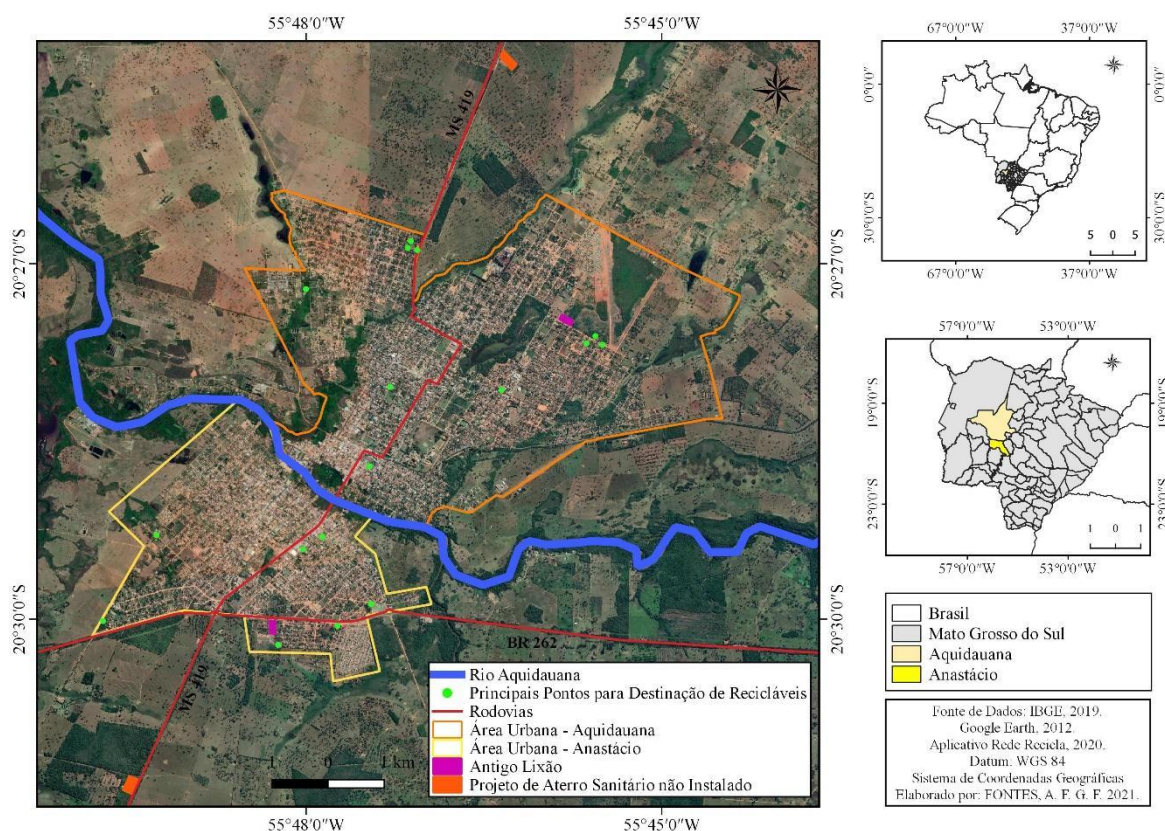 55°48'0"W
55°45'0"W
20°27'0"S
20°30'0"S
MS 419
BR 262
MS 419
Rio Aquidauana
Principais Pontos para Destinação de Recicláveis
Rodovias
Área Urbana - Aquidauana
Área Urbana - Anastácio
Antigo Lixão
Projeto de Aterro Sanitário não Instalado
1 0 1 km
20°27'0"S
20°30'0"S
55°48'0"W
55°45'0"W
67°0'0"W
37°0'0"W
0°0'0"
30°0'0"S
5 0 5
0°0'0"
30°0'0"S
67°0'0"W
37°0'0"W
57°0'0"W
53°0'0"W
19°0'0"S
23°0'0"S
1 0 1
19°0'0"S
23°0'0"S
57°0'0"W
53°0'0"W
Brasil
Mato Grosso do Sul
Aquidauana
Anastácio
Fonte de Dados: IBGE, 2019.
Google Earth, 2012.
Aplicativo Rede Recicla, 2020.
Datum: WGS 84
Sistema de Coordenadas Geográficas
Elaborado por: FONTES, A. F. G. F. 2021.